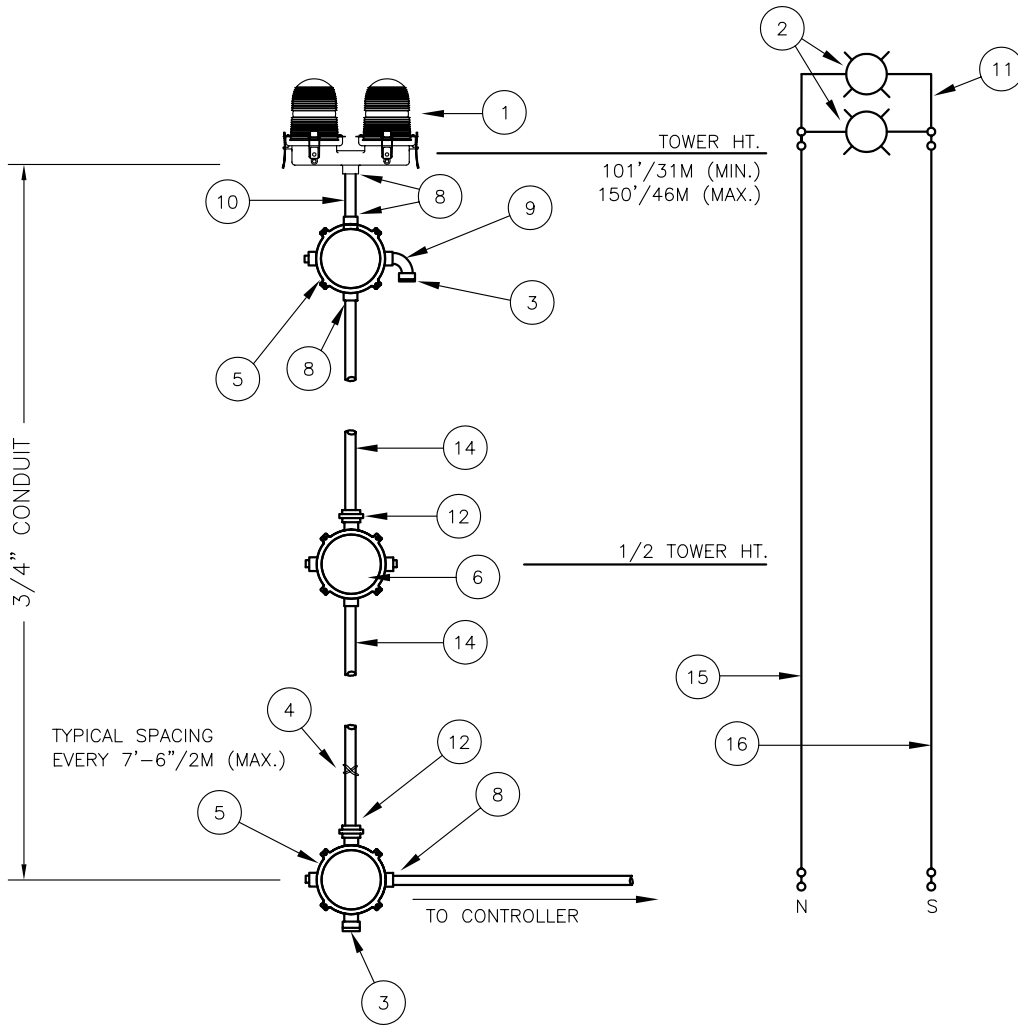 2
11
1
TOWER HT.
101'/31M (MIN.)
150'/46M (MAX.)
10
8
9
3
5
8
3/4" CONDUIT
14
12
1/2 TOWER HT.
6
14
15
4
16
TYPICAL SPACING
EVERY 7'-6"/2M (MAX.)
12
8
5
N
S
TO CONTROLLER
3